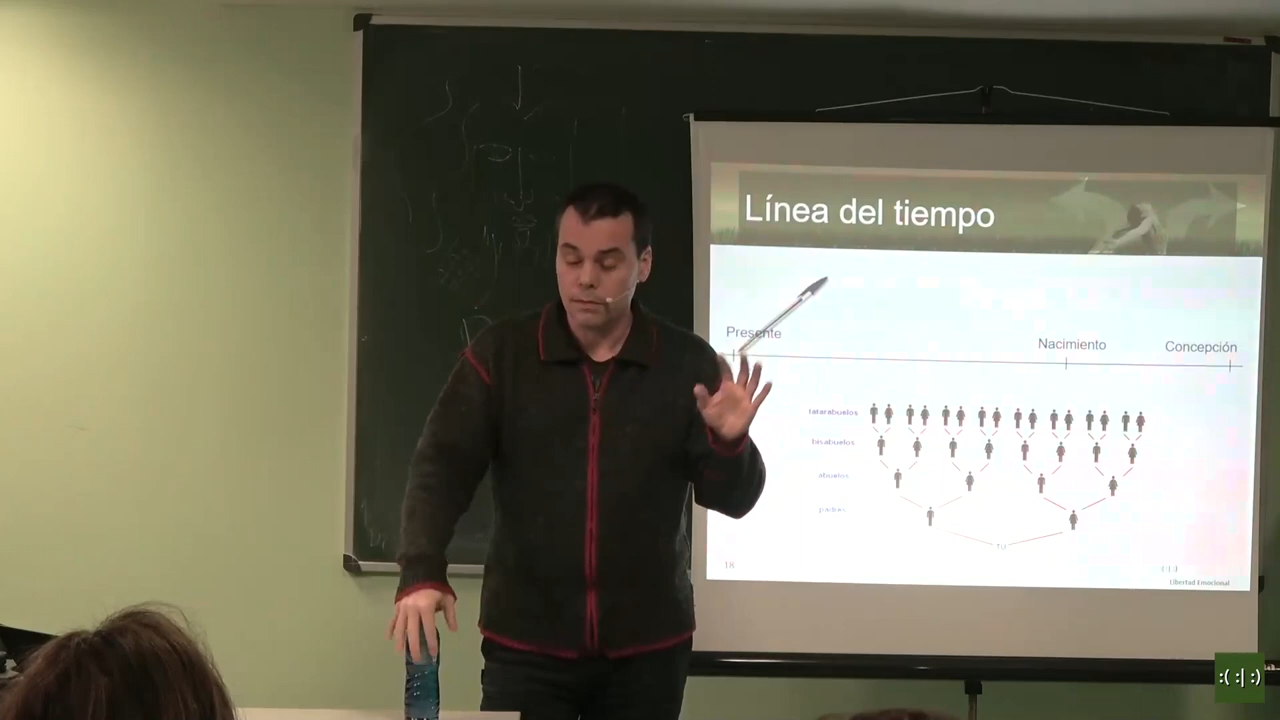 Línea del tiempo
Presente
Nacimiento
Concepción
tatarabuelos
bisabuelos
abuelos
padres
TU
18
:(:|:)
Libertad Emocional
:( :| :)